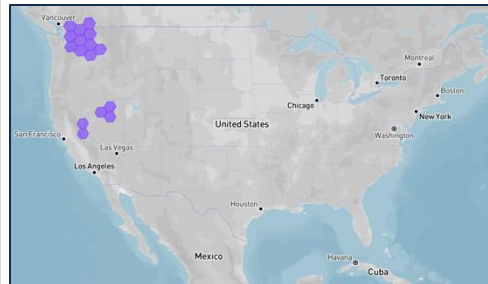 Vancouver
Montreal
Toronto
Boston
Chicago
New York
United States
Washington
San Francisco
Las Vegas
Los Angeles
Houston
Mexico
Havana
Cuba